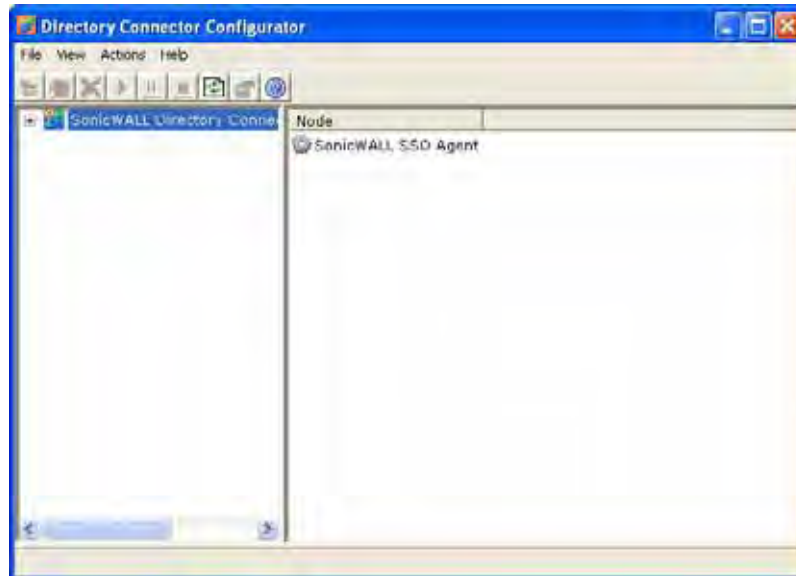 Directory Connector Configurator
File View Actions Help
SonicWALL Directory Conne
Node
SonicWALL SSO Agent